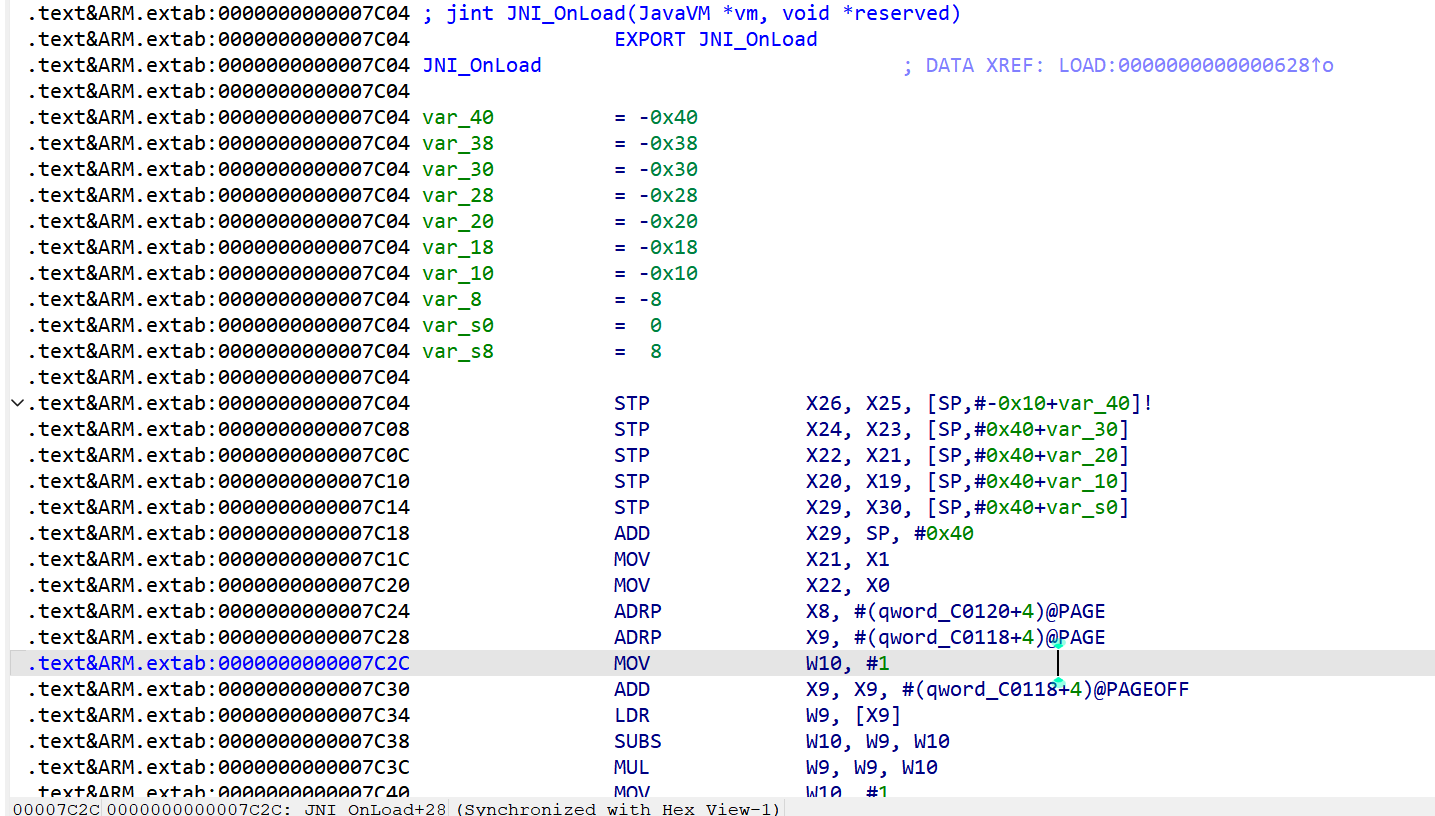 .text&ARM.extab:0000000000007C04 ; jint JNI_OnLoad(JavaVM *vm, void *reserved)
.text&ARM.extab:0000000000007C04 EXPORT JNI_OnLoad
.text&ARM.extab:0000000000007C04 JNI_OnLoad ; DATA XREF: LOAD:0000000000000628↑o
.text&ARM.extab:0000000000007C04
.text&ARM.extab:0000000000007C04 var_40 = -0x40
.text&ARM.extab:0000000000007C04 var_38 = -0x38
.text&ARM.extab:0000000000007C04 var_30 = -0x30
.text&ARM.extab:0000000000007C04 var_28 = -0x28
.text&ARM.extab:0000000000007C04 var_20 = -0x20
.text&ARM.extab:0000000000007C04 var_18 = -0x18
.text&ARM.extab:0000000000007C04 var_10 = -0x10
.text&ARM.extab:0000000000007C04 var_8 = -8
.text&ARM.extab:0000000000007C04 var_s0 = 0
.text&ARM.extab:0000000000007C04 var_s8 = 8
.text&ARM.extab:0000000000007C04
.text&ARM.extab:0000000000007C04 STP X26, X25, [SP,#-0x10+var_40]!
.text&ARM.extab:0000000000007C08 STP X24, X23, [SP,#0x40+var_30]
.text&ARM.extab:0000000000007C0C STP X22, X21, [SP,#0x40+var_20]
.text&ARM.extab:0000000000007C10 STP X20, X19, [SP,#0x40+var_10]
.text&ARM.extab:0000000000007C14 STP X29, X30, [SP,#0x40+var_s0]
.text&ARM.extab:0000000000007C18 ADD X29, SP, #0x40
.text&ARM.extab:0000000000007C1C MOV X21, X1
.text&ARM.extab:0000000000007C20 MOV X22, X0
.text&ARM.extab:0000000000007C24 ADRP X8, #(qword_C0120+4)@PAGE
.text&ARM.extab:0000000000007C28 ADRP X9, #(qword_C0118+4)@PAGE
.text&ARM.extab:0000000000007C2C MOV W10, #1
.text&ARM.extab:0000000000007C30 ADD X9, X9, #(qword_C0118+4)@PAGEOFF
.text&ARM.extab:0000000000007C34 LDR W9, [X9]
.text&ARM.extab:0000000000007C38 SUBS W10, W9, W10
.text&ARM.extab:0000000000007C3C MUL W9, W9, W10
.text&ARM.extab:0000000000007C40 MOV W10, #1
00007C2C 0000000000007C2C: JNI_OnLoad+28 (Synchronized with Hex View-1)